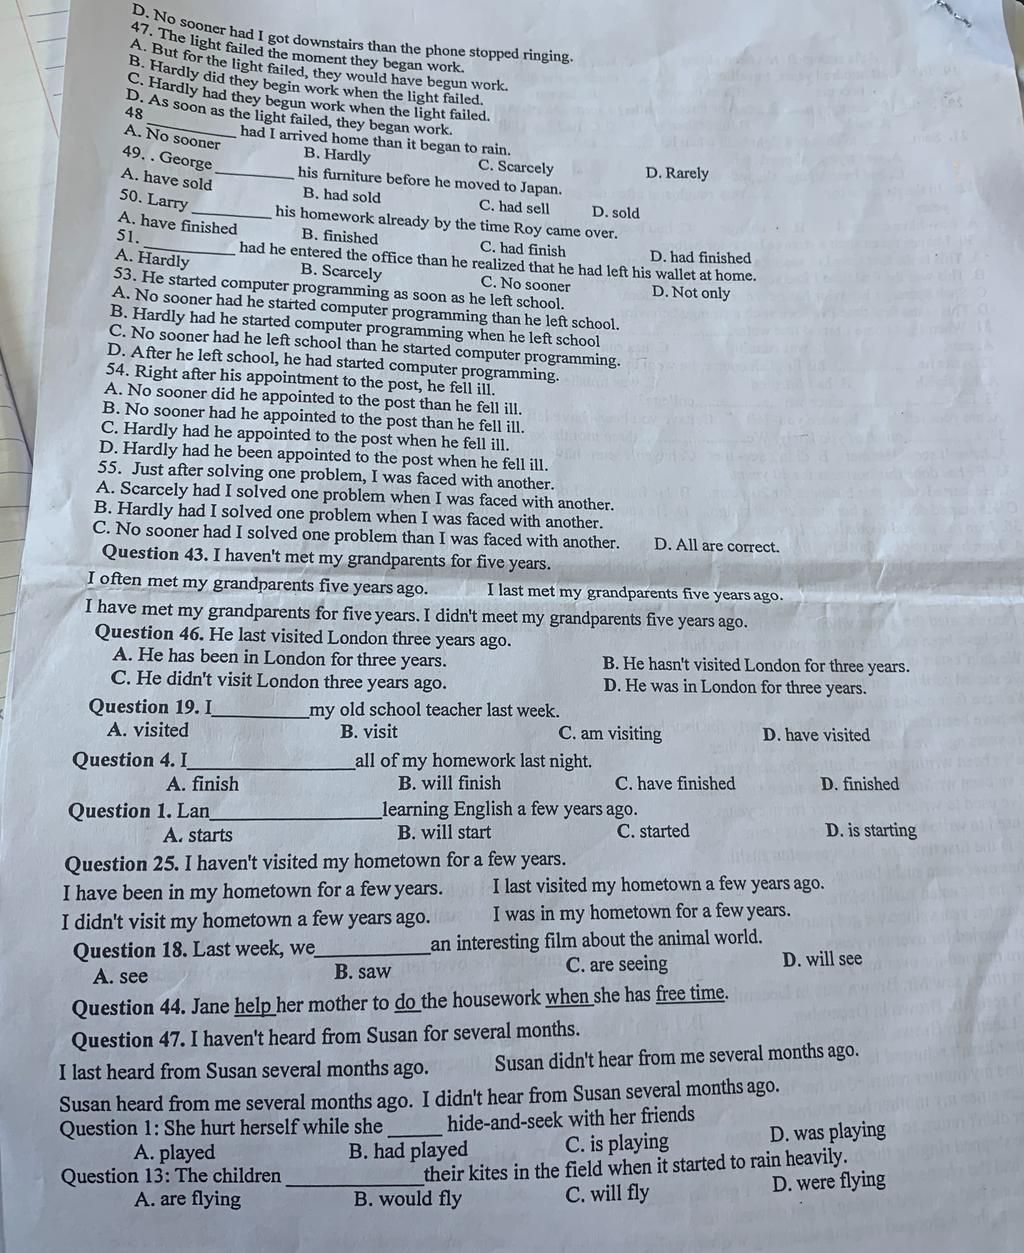 D. No sooner had I got downstairs than the phone stopped ringing.
47. The light failed the moment they began work.
A. But for the light failed, they would have begun work.
B. Hardly did they begin work when the light failed.
C. Hardly had they begun work when the light failed.
D. As soon as the light failed, they began work.
48 ________ had I arrived home than it began to rain.
A. No sooner B. Hardly C. Scarcely D. Rarely
49. . George ________ his furniture before he moved to Japan.
A. have sold B. had sold C. had sell D. sold
50. Larry ________ his homework already by the time Roy came over.
A. have finished B. finished C. had finish D. had finished
51. ________ had he entered the office than he realized that he had left his wallet at home.
A. Hardly B. Scarcely C. No sooner D. Not only
53. He started computer programming as soon as he left school.
A. No sooner had he started computer programming than he left school.
B. Hardly had he started computer programming when he left school
C. No sooner had he left school than he started computer programming.
D. After he left school, he had started computer programming.
54. Right after his appointment to the post, he fell ill.
A. No sooner did he appointed to the post than he fell ill.
B. No sooner had he appointed to the post than he fell ill.
C. Hardly had he appointed to the post when he fell ill.
D. Hardly had he been appointed to the post when he fell ill.
55. Just after solving one problem, I was faced with another.
A. Scarcely had I solved one problem when I was faced with another.
B. Hardly had I solved one problem when I was faced with another.
C. No sooner had I solved one problem than I was faced with another. D. All are correct.
Question 43. I haven't met my grandparents for five years.
I often met my grandparents five years ago. I last met my grandparents five years ago.
I have met my grandparents for five years. I didn't meet my grandparents five years ago.
Question 46. He last visited London three years ago.
A. He has been in London for three years. B. He hasn't visited London for three years.
C. He didn't visit London three years ago. D. He was in London for three years.
Question 19. I________my old school teacher last week.
A. visited B. visit C. am visiting D. have visited
Question 4. I________________all of my homework last night.
A. finish B. will finish C. have finished D. finished
Question 1. Lan________________learning English a few years ago.
A. starts B. will start C. started D. is starting
Question 25. I haven't visited my hometown for a few years.
I have been in my hometown for a few years. I last visited my hometown a few years ago.
I didn't visit my hometown a few years ago. I was in my hometown for a few years.
Question 18. Last week, we__________an interesting film about the animal world.
A. see B. saw C. are seeing D. will see
Question 44. Jane help her mother to do the housework when she has free time.
Question 47. I haven't heard from Susan for several months.
I last heard from Susan several months ago. Susan didn't hear from me several months ago.
Susan heard from me several months ago. I didn't hear from Susan several months ago.
Question 1: She hurt herself while she _____ hide-and-seek with her friends
A. played B. had played C. is playing D. was playing
Question 13: The children ____________their kites in the field when it started to rain heavily.
A. are flying B. would fly C. will fly D. were flying